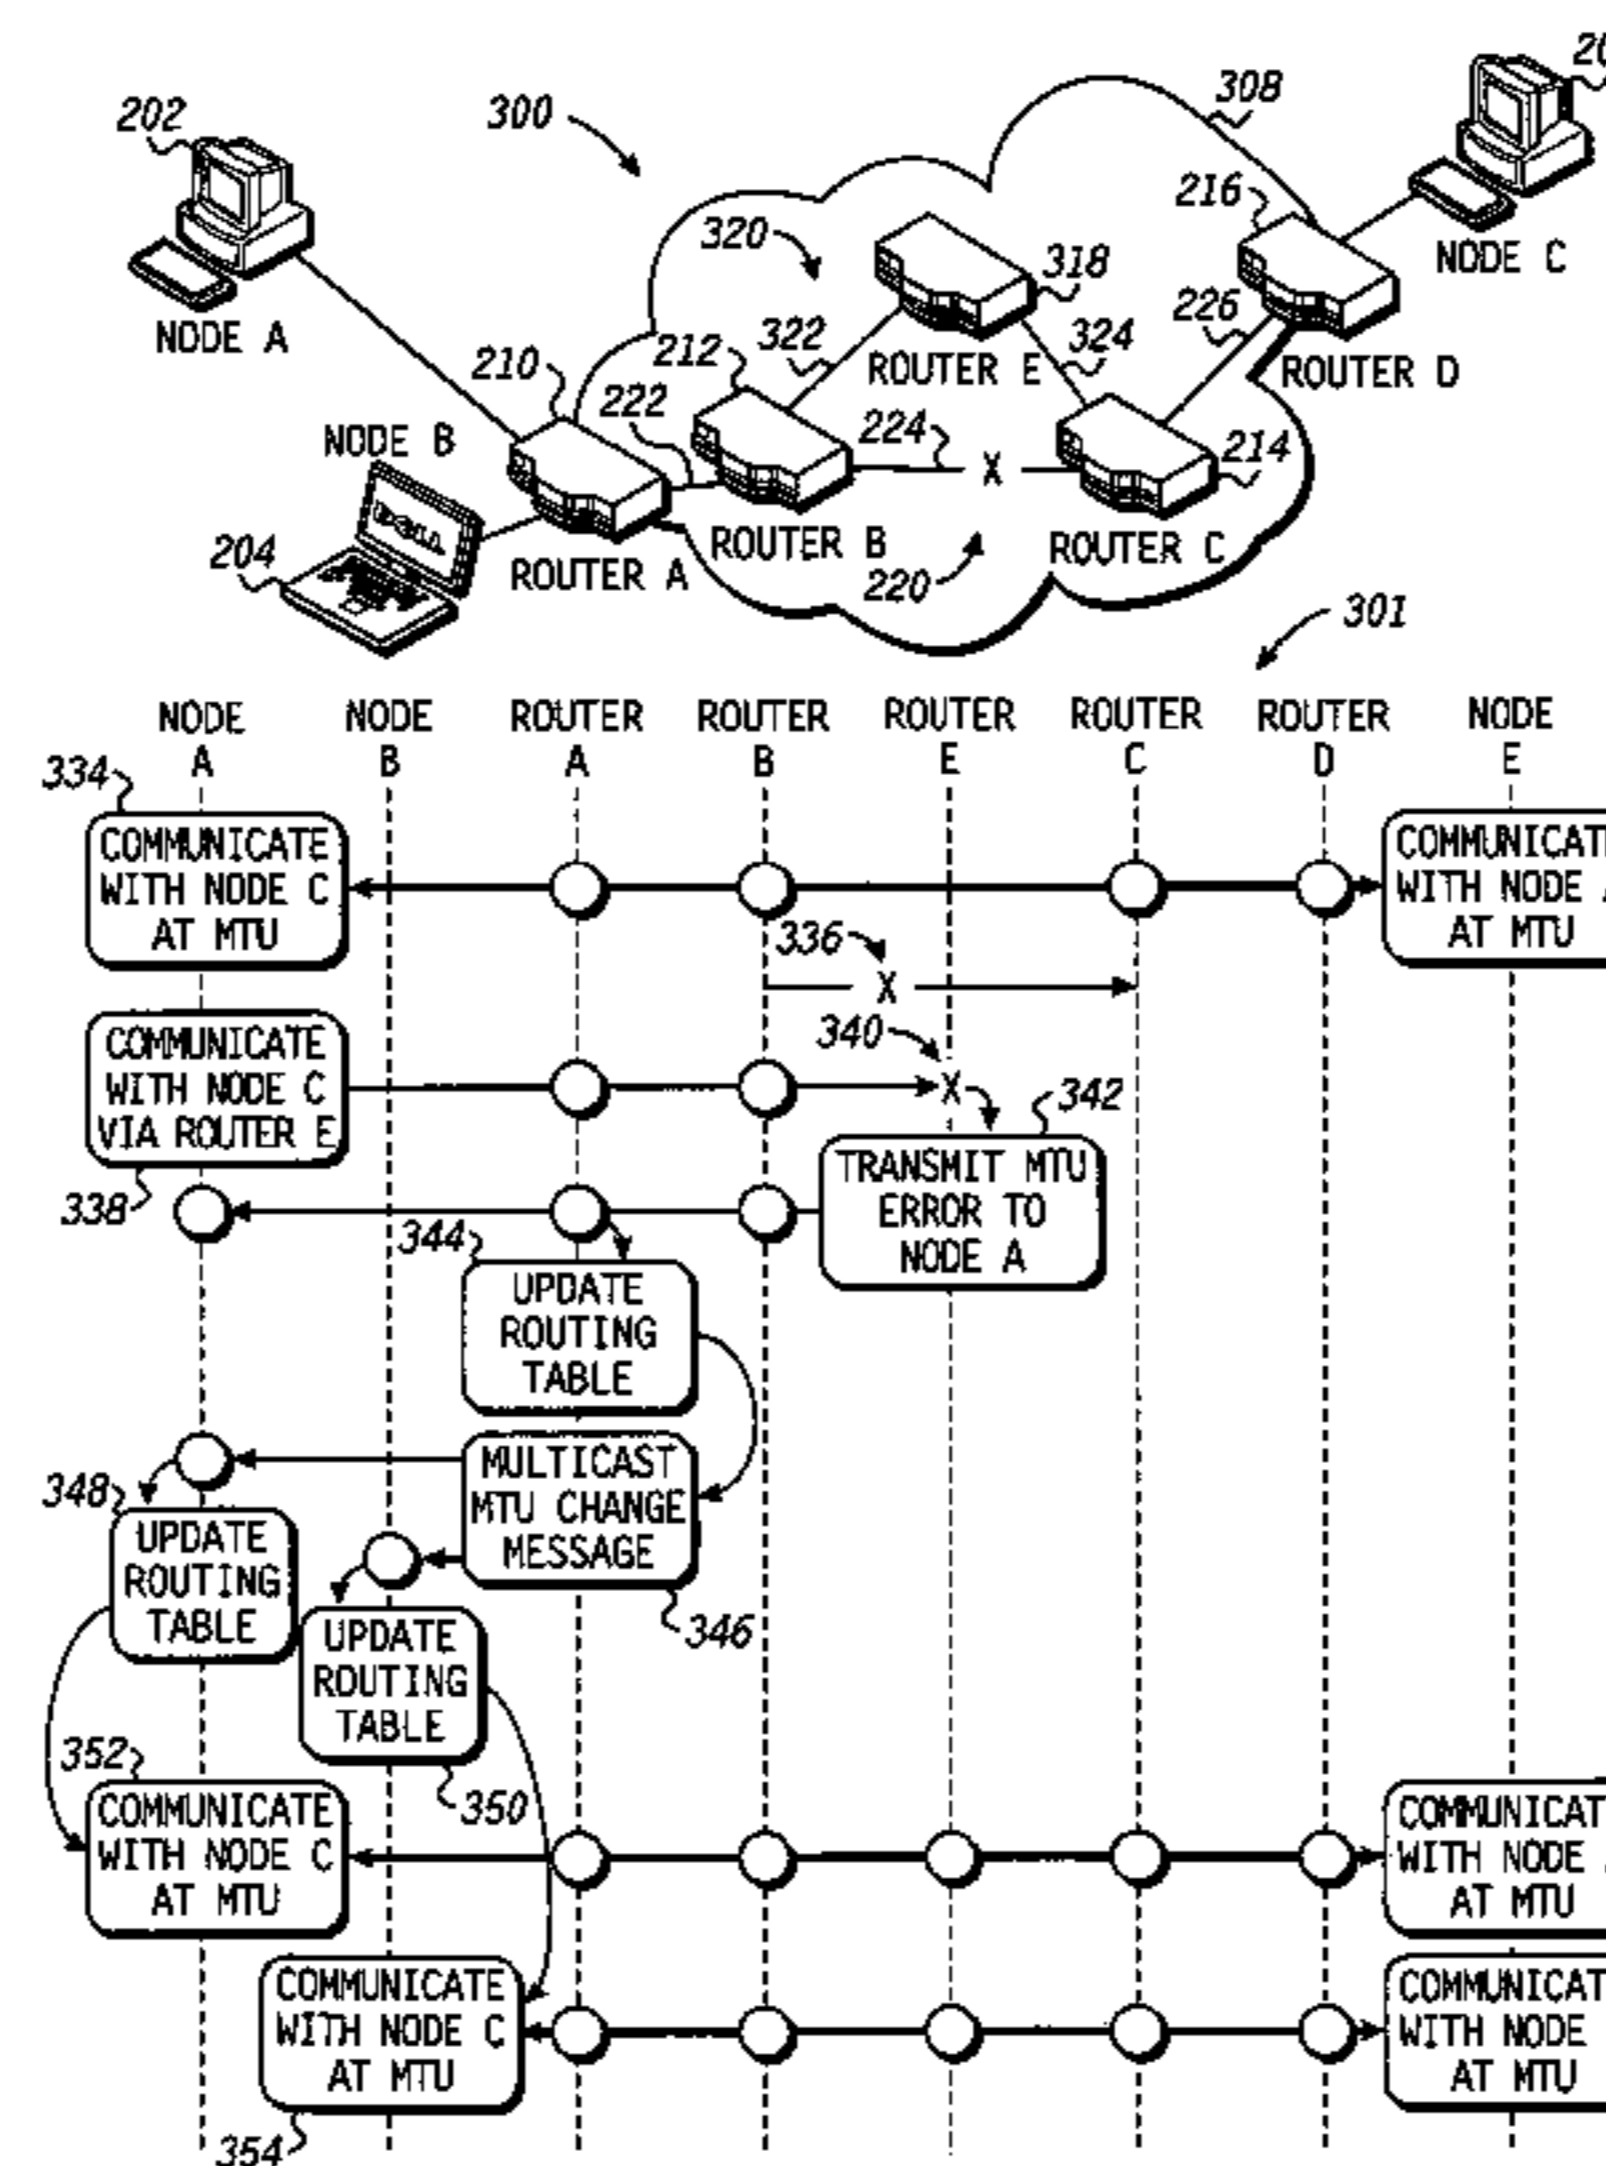 20
308
202
300
216
320
318
NODE C
226
322
212
324
NODE A
210
ROUTER E
ROUTER D
222
224
NODE B
214
X
DELL
ROUTER B
ROUTER C
204
ROUTER A
220
301
NODE A
NODE B
ROUTER A
ROUTER B
ROUTER E
ROUTER C
ROUTER D
NODE E
334
COMMUNICATE
WITH NODE C
AT MTU
COMMUNICAT
WITH NODE
AT MTU
336
X
340
COMMUNICATE
WITH NODE C
VIA ROUTER E
338
X
342
TRANSMIT MTU
ERROR TO
NODE A
344
UPDATE
ROUTING
TABLE
MULTICAST
MTU CHANGE
MESSAGE
346
348
UPDATE
ROUTING
TABLE
UPDATE
ROUTING
TABLE
350
352
COMMUNICATE
WITH NODE C
AT MTU
COMMUNICAT
WITH NODE
AT MTU
COMMUNICATE
WITH NODE C
AT MTU
354
COMMUNICAT
WITH NODE
AT MTU